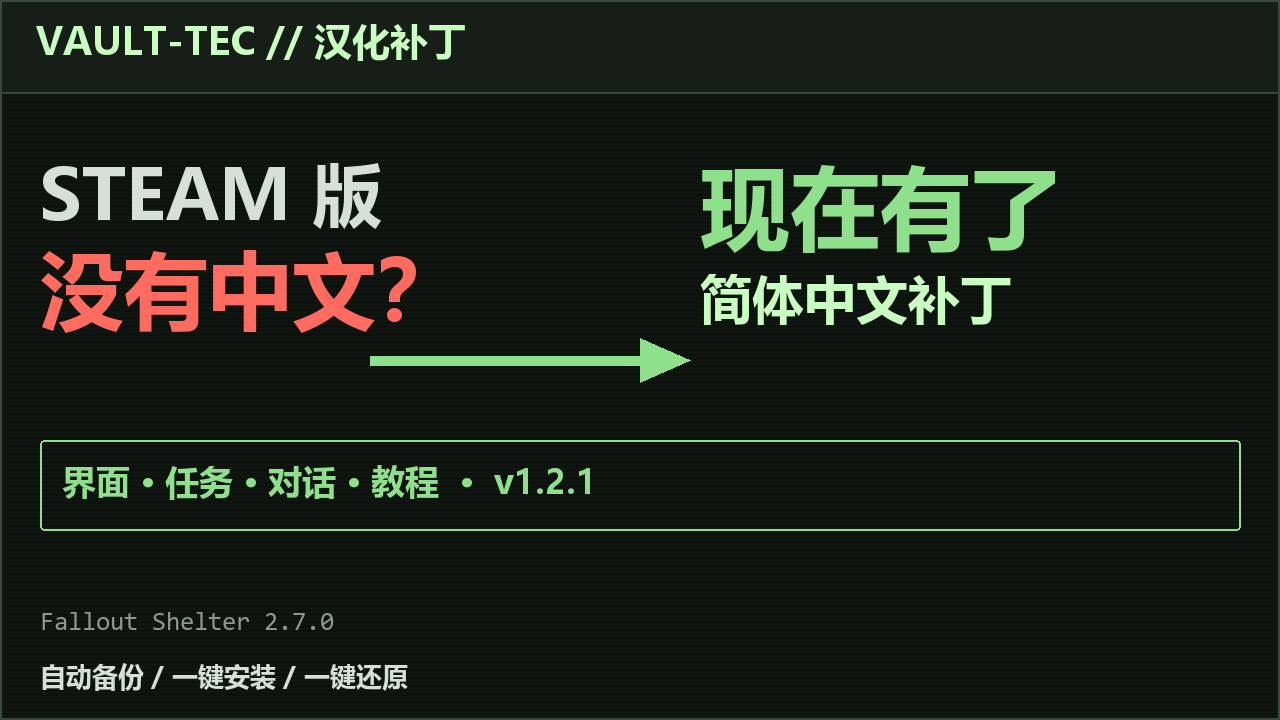 VAULT-TEC // 汉化补丁
STEAM 版
没有中文？
现在有了
简体中文补丁
界面 • 任务 • 对话 • 教程 • v1.2.1
Fallout Shelter 2.7.0
自动备份 / 一键安装 / 一键还原